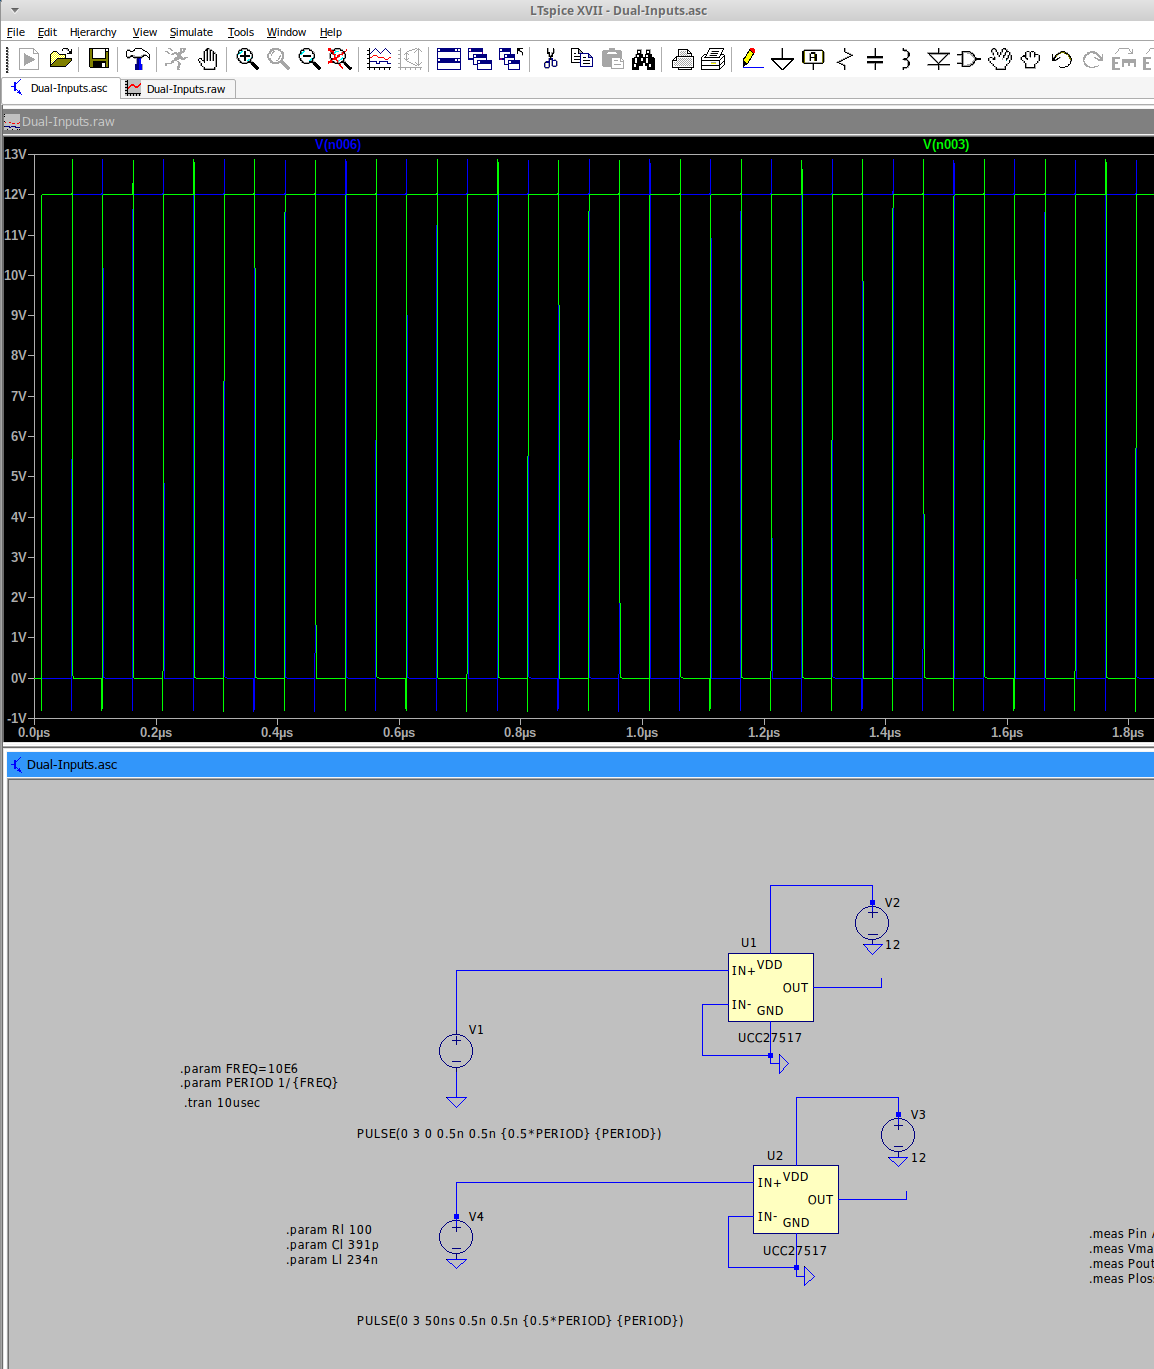 LTspice XVII - Dual-Inputs.asc
File Edit Hierarchy View Simulate Tools Window Help
Dual-Inputs.asc Dual-Inputs.raw
Dual-Inputs.raw
V(n006) V(n003)
13V
12V
11V
10V
9V
8V
7V
6V
5V
4V
3V
2V
1V
0V
-1V
0.0µs 0.2µs 0.4µs 0.6µs 0.8µs 1.0µs 1.2µs 1.4µs 1.6µs 1.8µs
Dual-Inputs.asc
V2
12
U1
IN+ VDD
OUT
IN- GND
UCC27517
V1
.param FREQ=10E6
.param PERIOD 1/{FREQ}
.tran 10usec
PULSE(0 3 0 0.5n 0.5n {0.5*PERIOD} {PERIOD})
V3
12
U2
IN+ VDD
OUT
IN- GND
UCC27517
V4
.param Rl 100
.param Cl 391p
.param Ll 234n
.meas Pin
.meas Vma
.meas Pout
.meas Plos
PULSE(0 3 50ns 0.5n 0.5n {0.5*PERIOD} {PERIOD})